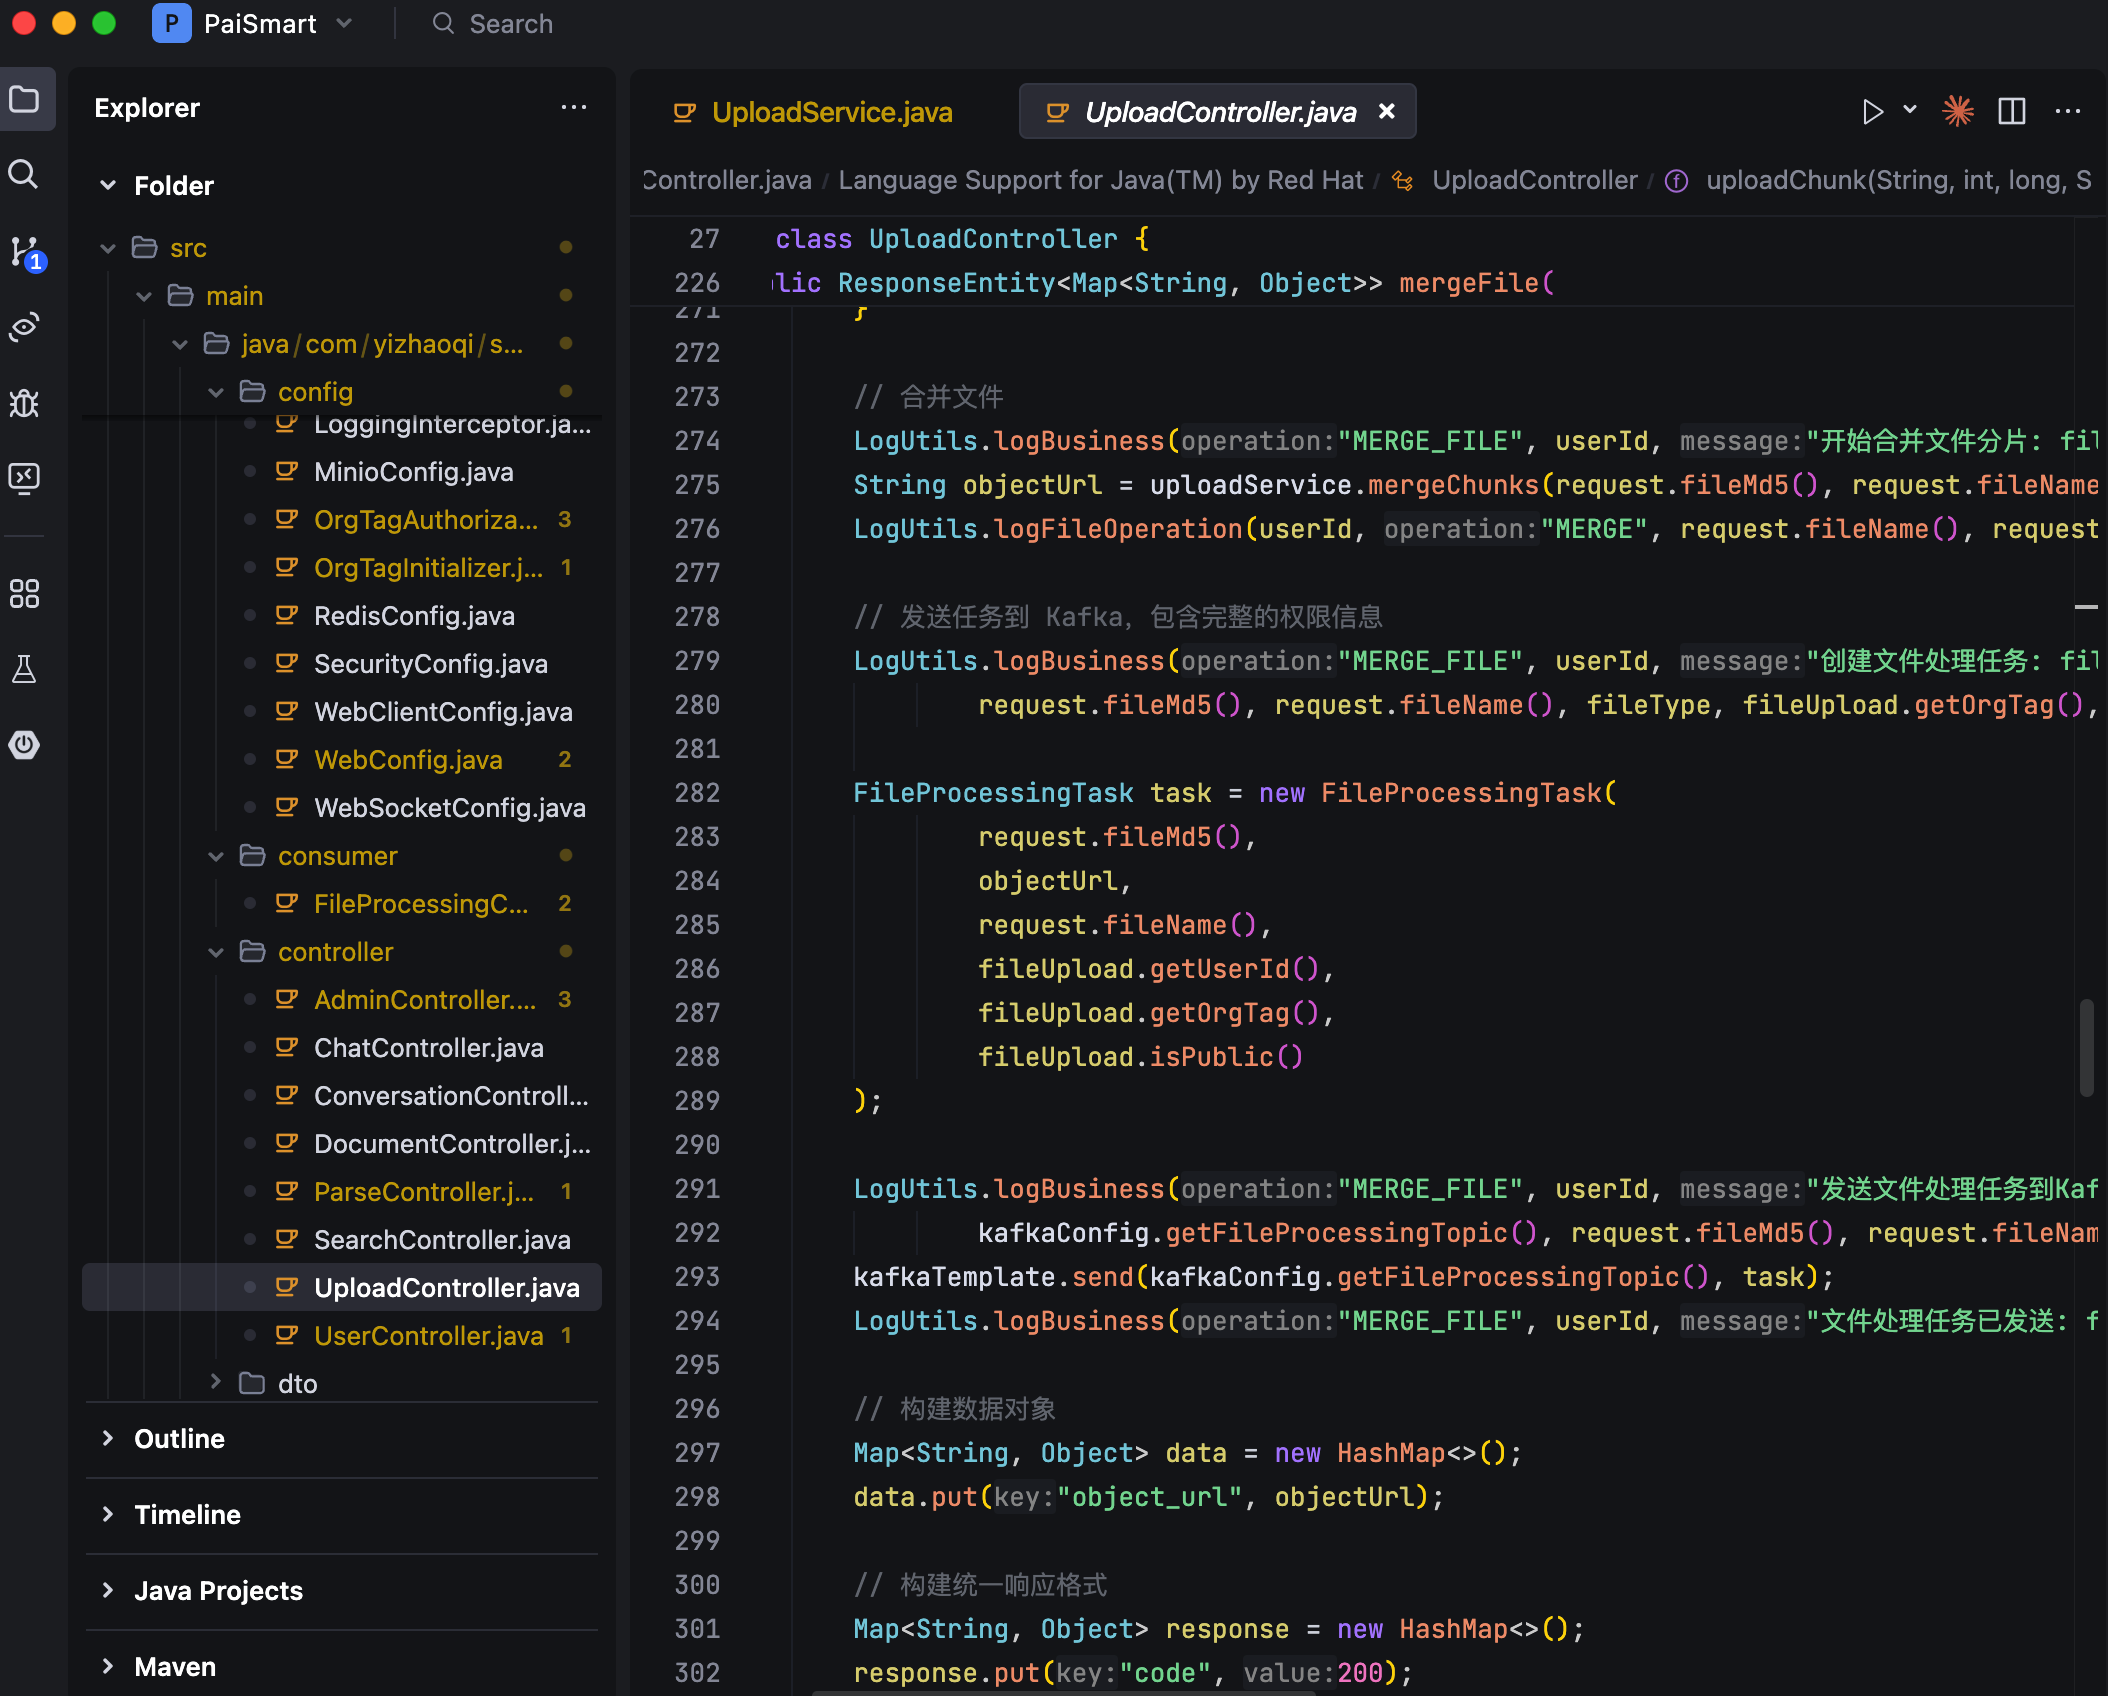 P PaiSmart Search
Explorer
Folder
src
main
java/com/yizhaoqi/s...
config
LoggingInterceptor.ja...
MinioConfig.java
OrgTagAuthoriza... 3
OrgTagInitializer.j... 1
RedisConfig.java
SecurityConfig.java
WebClientConfig.java
WebConfig.java 2
WebSocketConfig.java
consumer
FileProcessingC... 2
controller
AdminController.... 3
ChatController.java
ConversationControll...
DocumentController.j...
ParseController.j... 1
SearchController.java
UploadController.java
UserController.java 1
dto
Outline
Timeline
Java Projects
Maven
1
UploadService.java UploadController.java
Controller.java / Language Support for Java(TM) by Red Hat / UploadController / uploadChunk(String, int, long, S
27 class UploadController {
226 lic ResponseEntity<Map<String, Object>> mergeFile(
271 }
272
273 // 合并文件
274 LogUtils.logBusiness(operation:"MERGE_FILE", userId, message:"开始合并文件分片: fil
275 String objectUrl = uploadService.mergeChunks(request.fileMd5(), request.fileName
276 LogUtils.logFileOperation(userId, operation:"MERGE", request.fileName(), request
277
278 // 发送任务到 Kafka，包含完整的权限信息
279 LogUtils.logBusiness(operation:"MERGE_FILE", userId, message:"创建文件处理任务: fil
280 request.fileMd5(), request.fileName(), fileType, fileUpload.getOrgTag(),
281
282 FileProcessingTask task = new FileProcessingTask(
283 request.fileMd5(),
284 objectUrl,
285 request.fileName(),
286 fileUpload.getUserId(),
287 fileUpload.getOrgTag(),
288 fileUpload.isPublic()
289 );
290
291 LogUtils.logBusiness(operation:"MERGE_FILE", userId, message:"发送文件处理任务到Kaf
292 kafkaConfig.getFileProcessingTopic(), request.fileMd5(), request.fileNam
293 kafkaTemplate.send(kafkaConfig.getFileProcessingTopic(), task);
294 LogUtils.logBusiness(operation:"MERGE_FILE", userId, message:"文件处理任务已发送: f
295
296 // 构建数据对象
297 Map<String, Object> data = new HashMap<>();
298 data.put(key:"object_url", objectUrl);
299
300 // 构建统一响应格式
301 Map<String, Object> response = new HashMap<>();
302 response.put(key:"code", value:200);